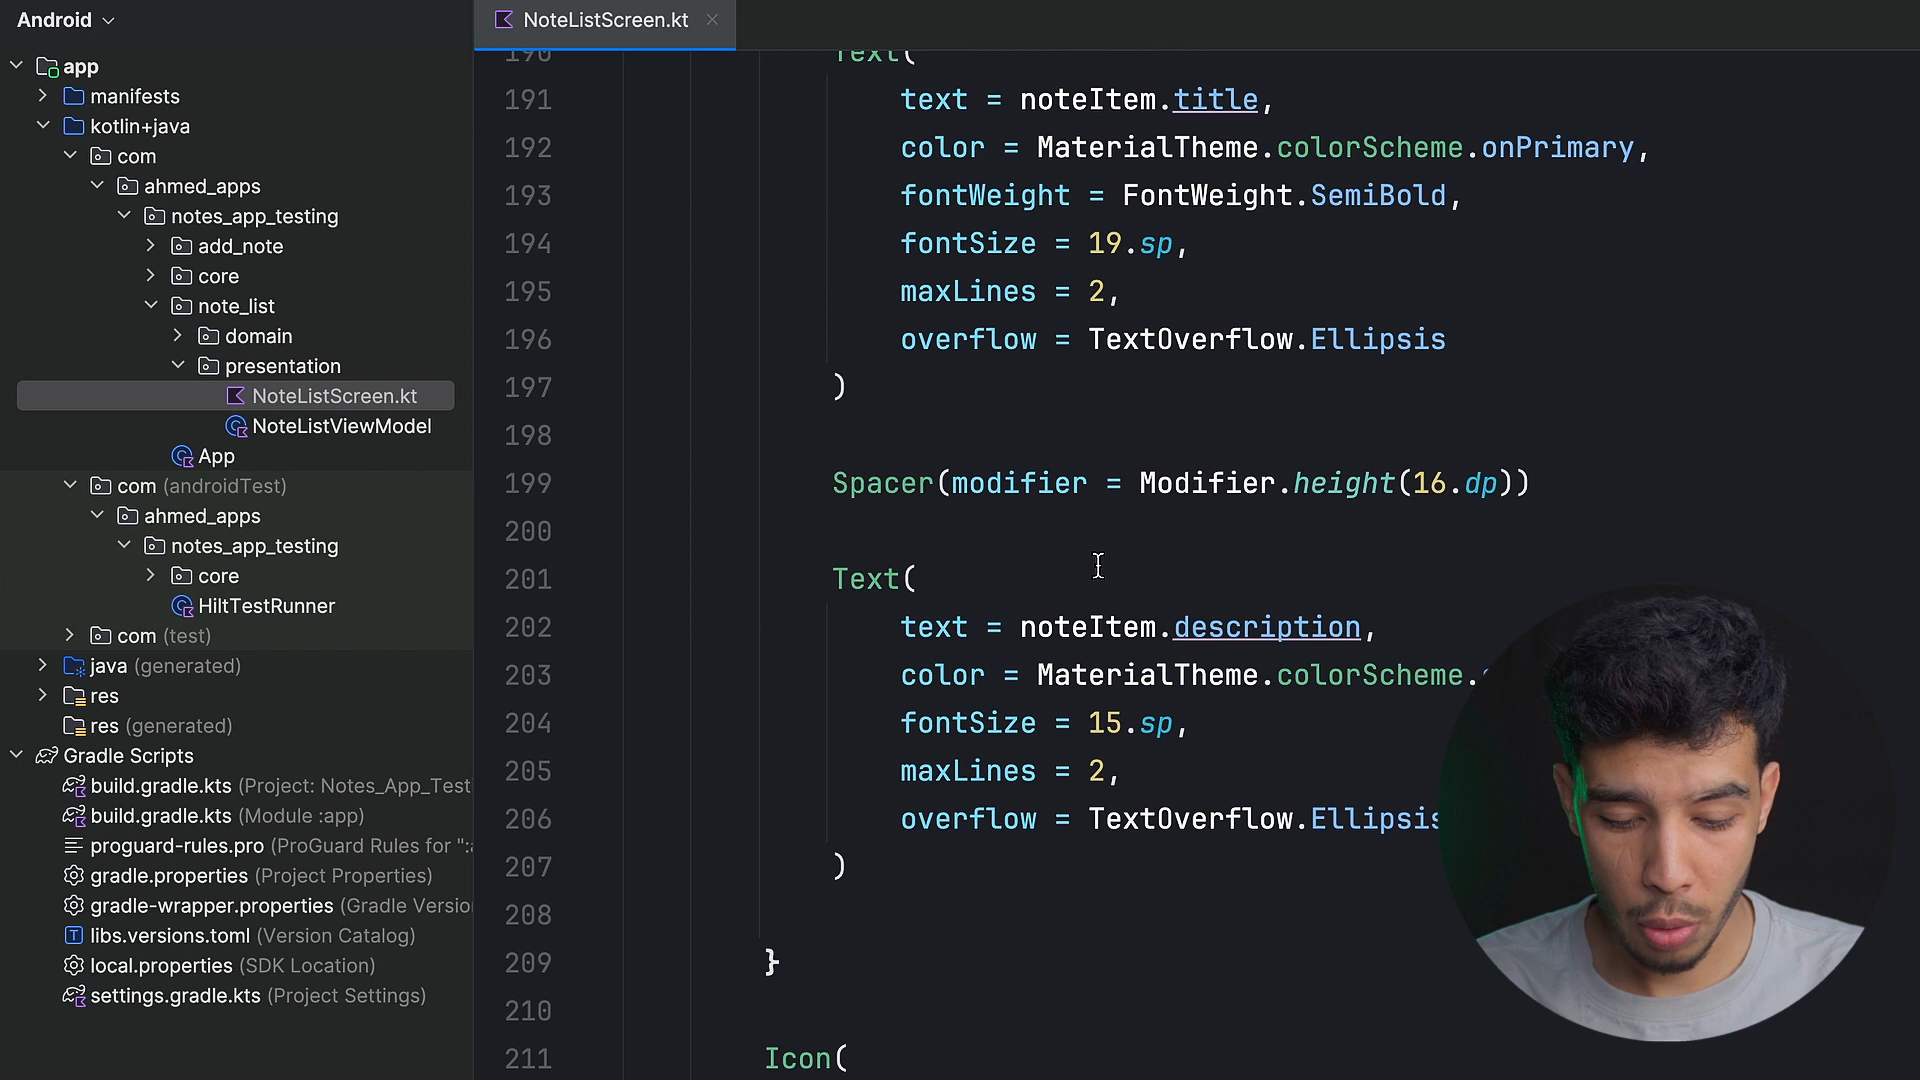 Android
NoteListScreen.kt
app
manifests
kotlin+java
com
ahmed_apps
notes_app_testing
add_note
core
note_list
domain
presentation
NoteListScreen.kt
NoteListViewModel
App
com (androidTest)
ahmed_apps
notes_app_testing
core
HiltTestRunner
com (test)
java (generated)
res
res (generated)
Gradle Scripts
build.gradle.kts (Project: Notes_App_Test
build.gradle.kts (Module :app)
proguard-rules.pro (ProGuard Rules for ":
gradle.properties (Project Properties)
gradle-wrapper.properties (Gradle Versio
libs.versions.toml (Version Catalog)
local.properties (SDK Location)
settings.gradle.kts (Project Settings)
190 Text(
191 text = noteItem.title,
192 color = MaterialTheme.colorScheme.onPrimary,
193 fontWeight = FontWeight.SemiBold,
194 fontSize = 19.sp,
195 maxLines = 2,
196 overflow = TextOverflow.Ellipsis
197 )
198
199 Spacer(modifier = Modifier.height(16.dp))
200
201 Text(
202 text = noteItem.description,
203 color = MaterialTheme.colorScheme.
204 fontSize = 15.sp,
205 maxLines = 2,
206 overflow = TextOverflow.Ellipsis
207 )
208
209 }
210
211 Icon(